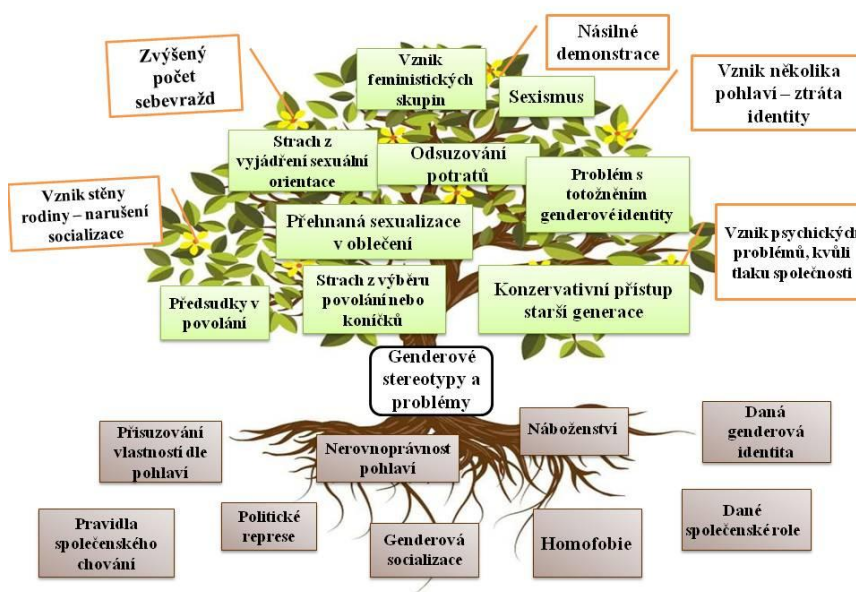 Zvýšený
počet
sebevražd
Vznik
feministických
skupin
Násilné
demonstrace
Sexismus
Vznik několika
pohlaví – ztráta
identity
Strach z
vyjádření sexuální
orientace
Odsuzování
potratů
Problém s
totožněním
genderové identity
Vznik stěny
rodiny – narušení
socializace
Přehnaná sexualizace
v oblečení
Vznik psychických
problémů, kvůli
tlaku společnosti
Předsudky v
povolání
Strach z výběru
povolání nebo
koníčků
Konzervativní přístup
starší generace
Genderové
stereotypy a
problémy
Přisuzování
vlastností dle
pohlaví
Nerovnoprávnost
pohlaví
Náboženství
Daná
genderová
identita
Pravidla
společenského
chování
Politické
represe
Genderová
socializace
Homofobie
Dané
společenské role